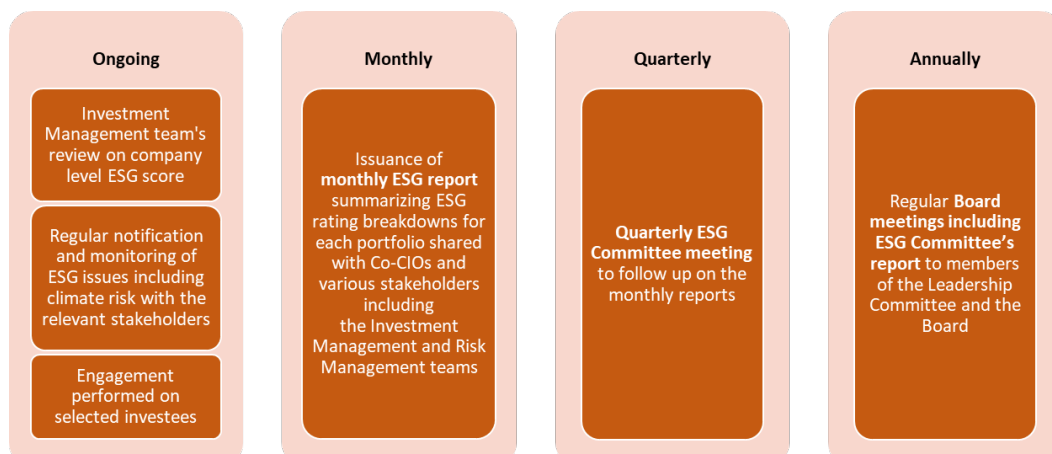 Ongoing
Investment
Management team's
review on company
level ESG score
Regular notification
and monitoring of
ESG issues including
climate risk with the
relevant stakeholders
Engagement
performed on
selected investees
Monthly
Issuance of
monthly ESG report
summarizing ESG
rating breakdowns for
each portfolio shared
with Co-CIOs and
various stakeholders
including
the Investment
Management and Risk
Management teams
Quarterly
Quarterly ESG
Committee meeting
to follow up on the
monthly reports
Annually
Regular Board
meetings including
ESG Committee’s
report to members
of the Leadership
Committee and the
Board